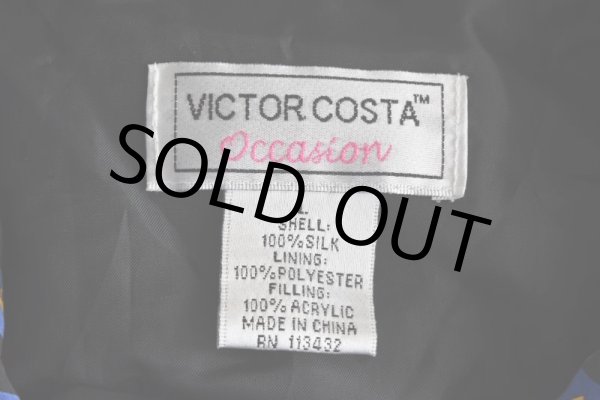 VICTOR COSTA™
Occasion
SOLD OUT
L
SHELL:
100% SILK
LINING:
100% POLYESTER
FILLING:
100% ACRYLIC
MADE IN CHINA
RN 113432